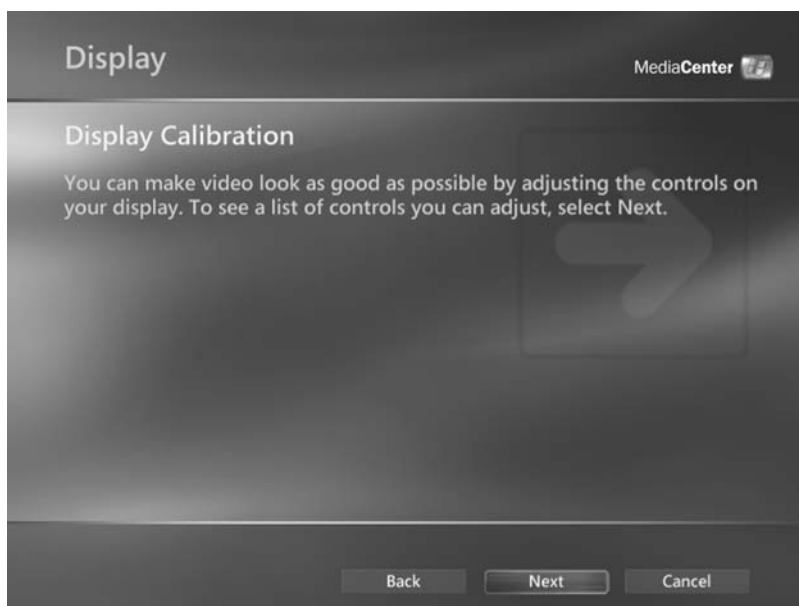 Display
MediaCenter
Display Calibration
You can make video look as good as possible by adjusting the controls on
your display. To see a list of controls you can adjust, select Next.
Back Next Cancel